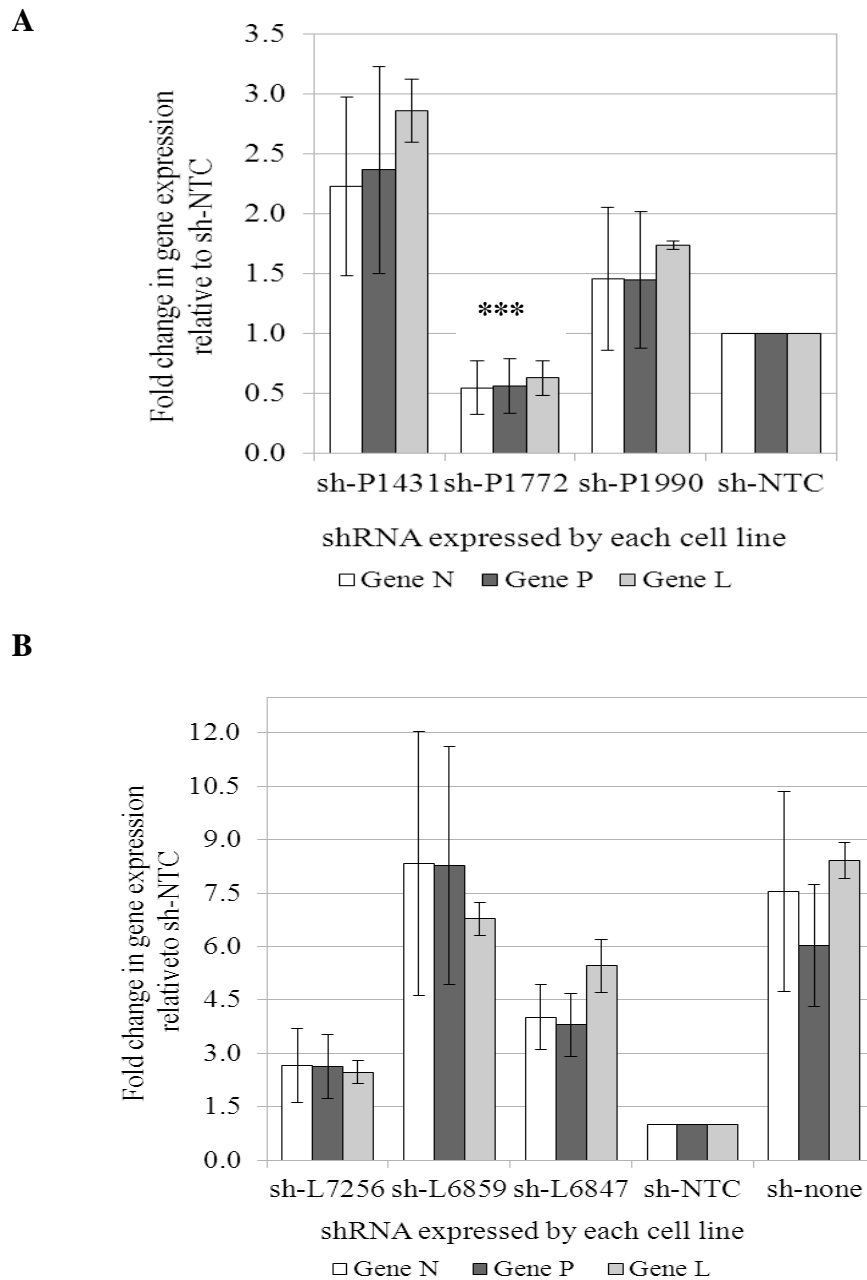 A
3.5
3.0
2.5
2.0
1.5
1.0
0.5
0.0
Fold change in gene expression
relative to sh-NTC
***
sh-P1431 sh-P1772 sh-P1990 sh-NTC
shRNA expressed by each cell line
Gene N Gene P Gene L
B
12.0
10.5
9.0
7.5
6.0
4.5
3.0
1.5
0.0
Fold change in gene expression
relativeto sh-NTC
sh-L7256 sh-L6859 sh-L6847 sh-NTC sh-none
shRNA expressed by each cell line
Gene N Gene P Gene L